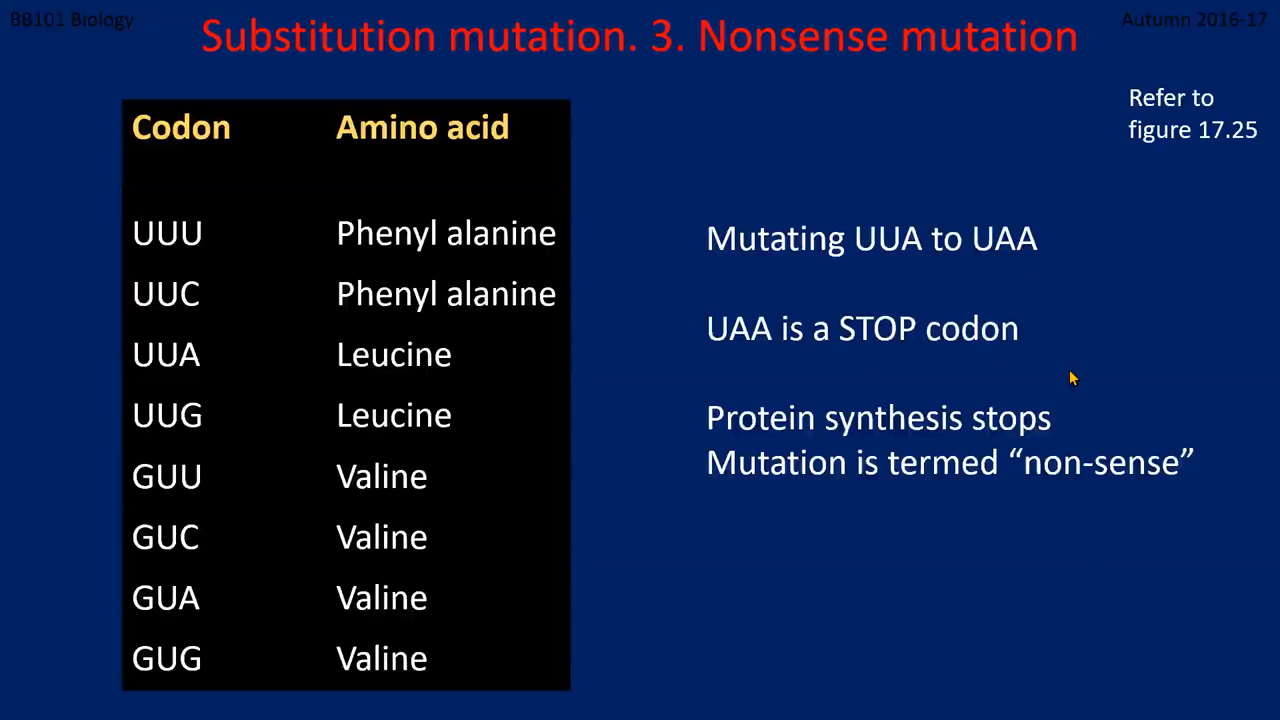 BB101 Biology
Autumn 2016-17
Substitution mutation. 3. Nonsense mutation
Refer to
figure 17.25
Codon Amino acid
UUU Phenyl alanine
UUC Phenyl alanine
UUA Leucine
UUG Leucine
GUU Valine
GUC Valine
GUA Valine
GUG Valine
Mutating UUA to UAA
UAA is a STOP codon
Protein synthesis stops
Mutation is termed “non-sense”